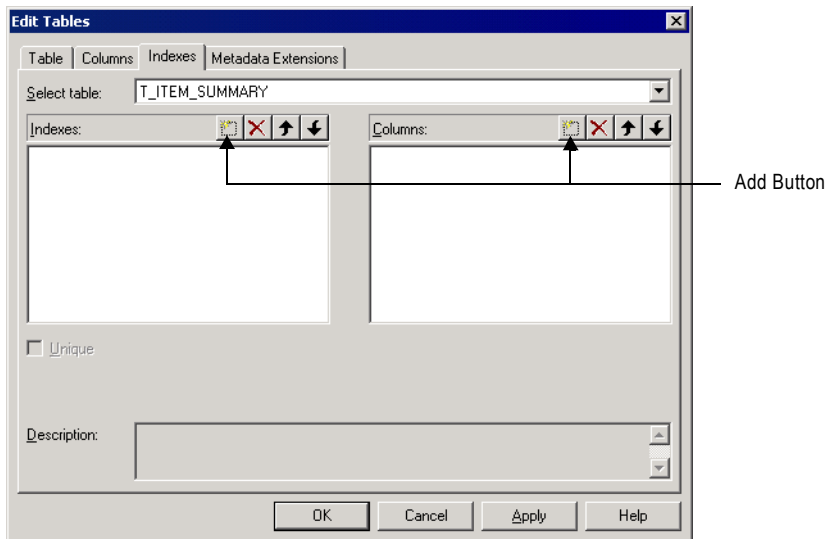 Edit Tables
Table Columns Indexes Metadata Extensions
Select table: T_ITEM_SUMMARY
Indexes: Columns:
Add Button
Unique
Description:
OK Cancel Apply Help